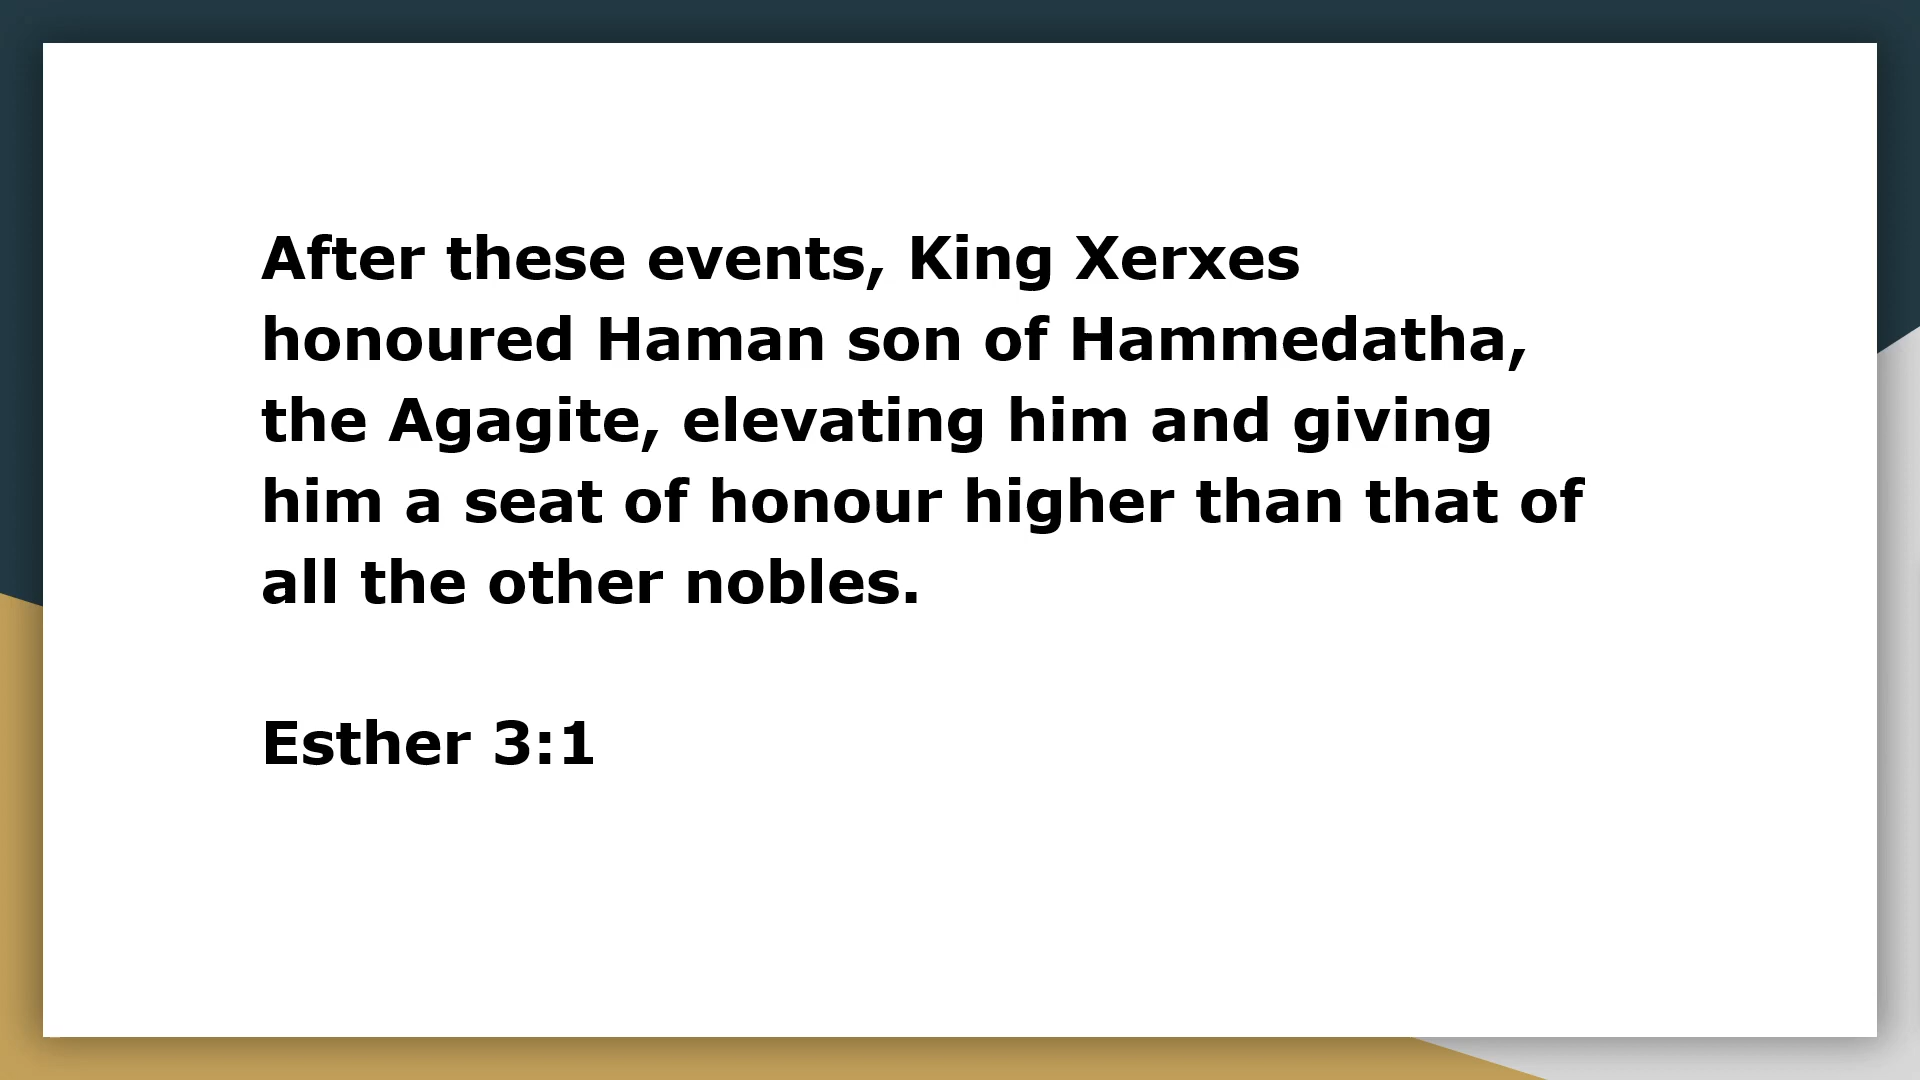 After these events, King Xerxes
honoured Haman son of Hammedatha,
the Agagite, elevating him and giving
him a seat of honour higher than that of
all the other nobles.
Esther 3:1